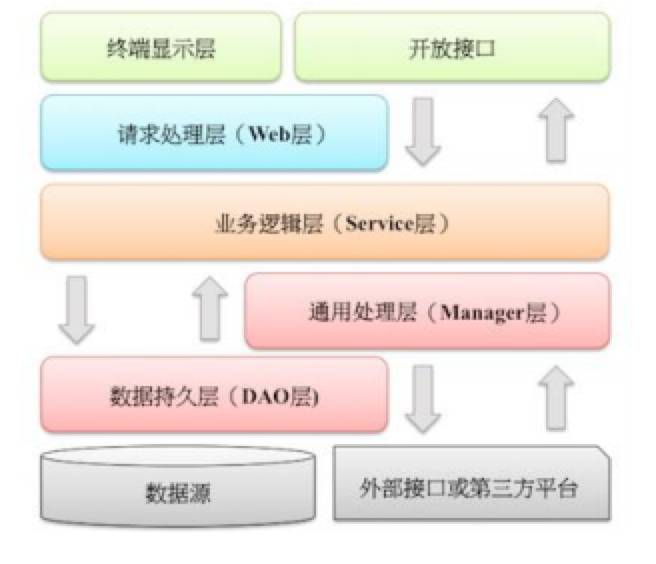 终端显示层
开放接口
请求处理层（Web层）
业务逻辑层（Service层）
通用处理层（Manager层）
数据持久层（DAO层)
数据源
外部接口或第三方平台